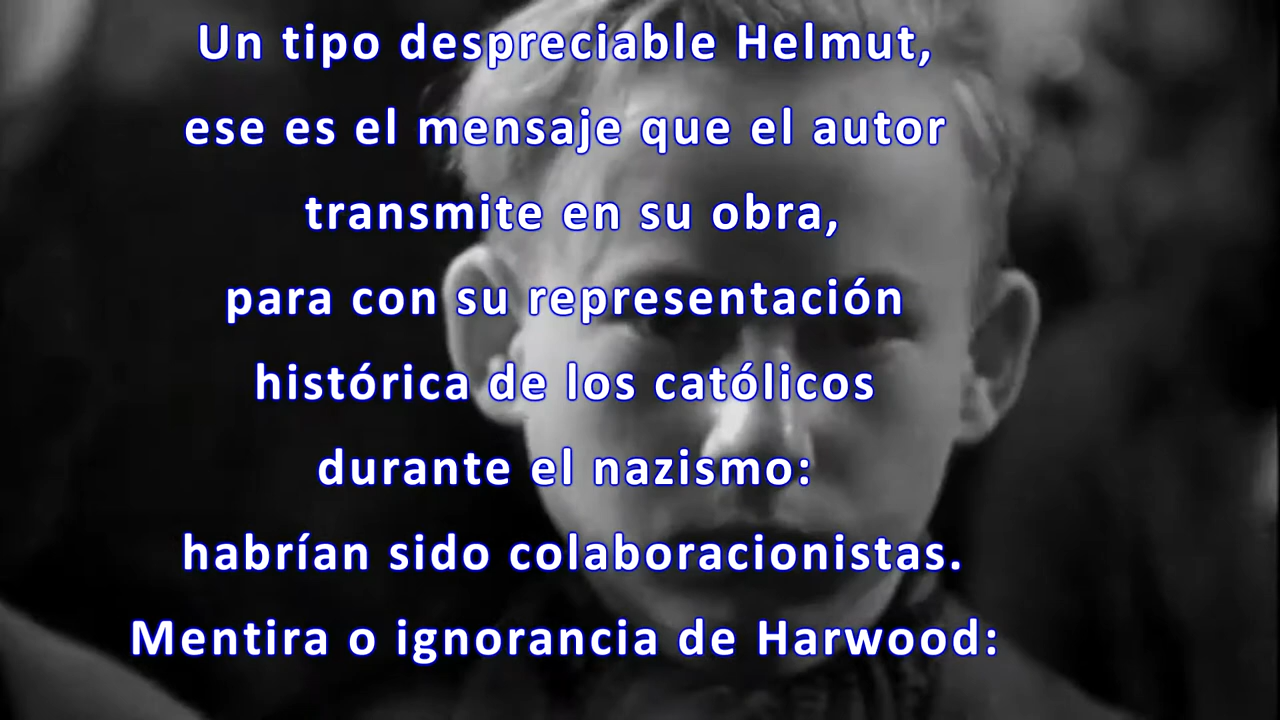 Un tipo despreciable Helmut,
ese es el mensaje que el autor
transmite en su obra,
para con su representación
histórica de los católicos
durante el nazismo:
habrían sido colaboracionistas.
Mentira o ignorancia de Harwood: